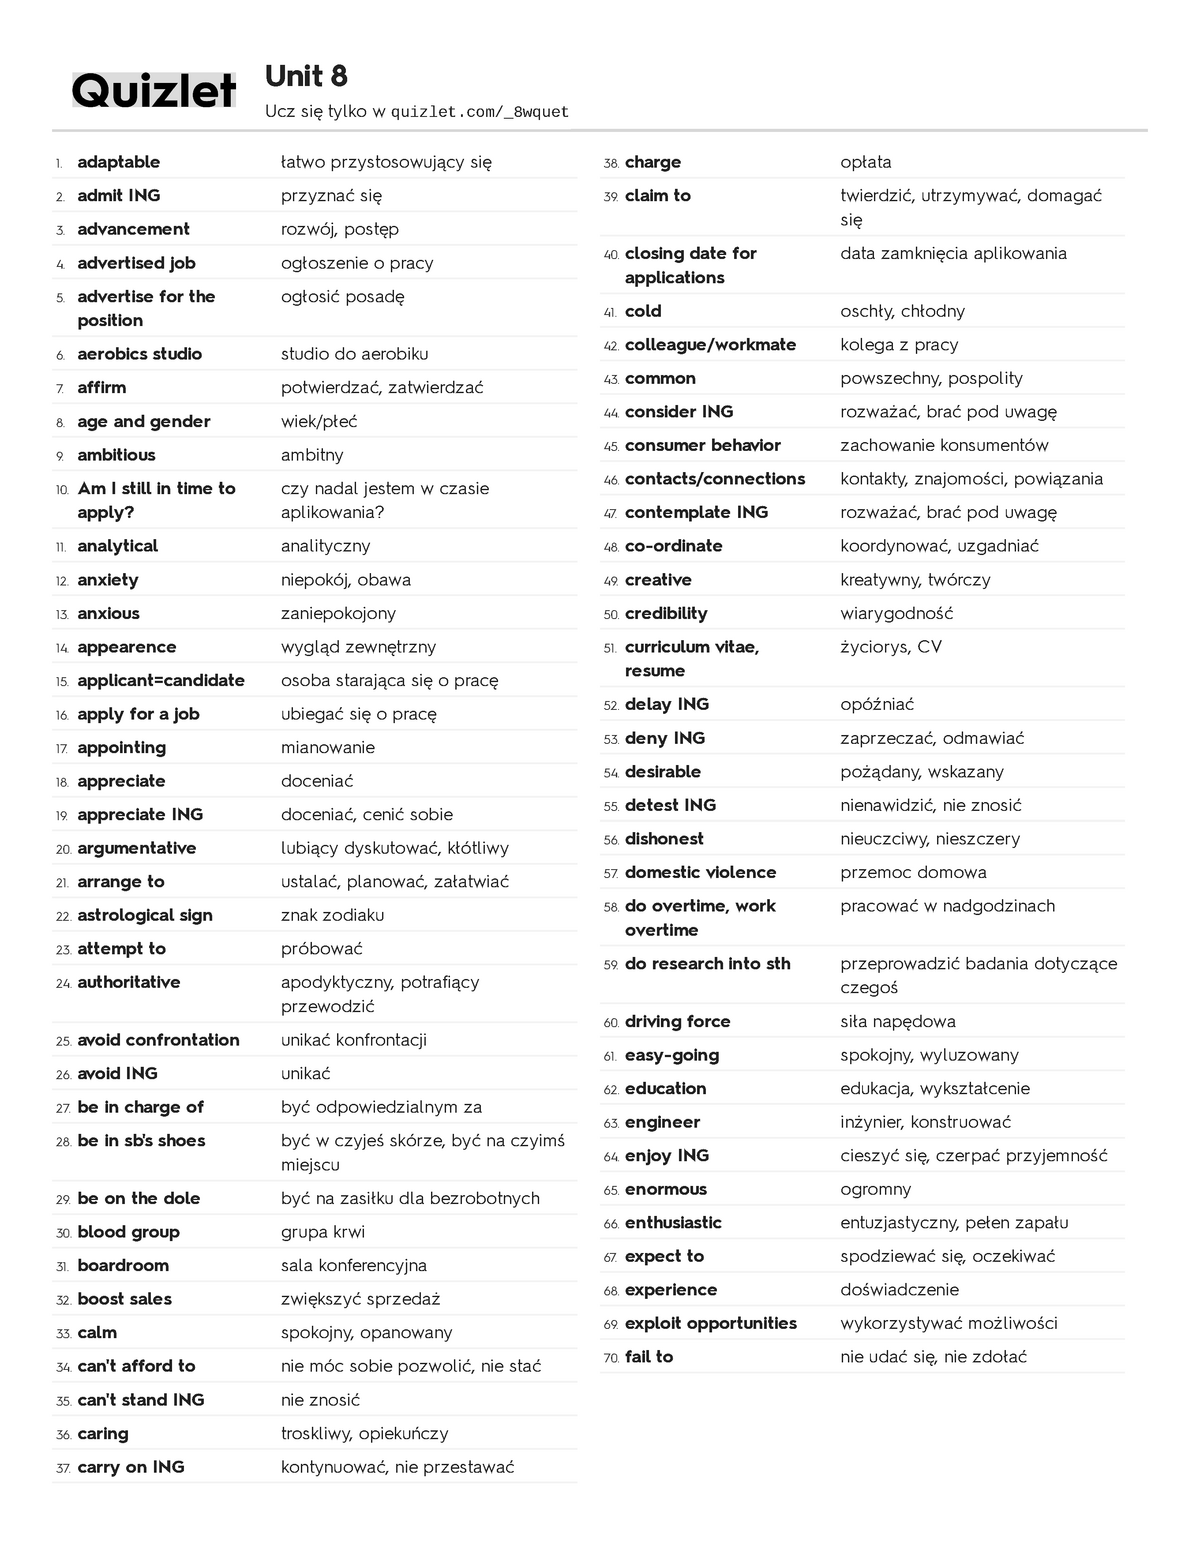 Quizlet
Unit 8
Ucz się tylko w quizlet.com/_8wquet
1. adaptable łatwo przystosowujący się
2. admit ING przyznać się
3. advancement rozwój, postęp
4. advertised job ogłoszenie o pracy
5. advertise for the ogłosić posadę
position
6. aerobics studio studio do aerobiku
7. affirm potwierdzać, zatwierdzać
8. age and gender wiek/płeć
9. ambitious ambitny
10. Am I still in time to czy nadal jestem w czasie
apply? aplikowania?
11. analytical analityczny
12. anxiety niepokój, obawa
13. anxious zaniepokojony
14. appearence wygląd zewnętrzny
15. applicant=candidate osoba starająca się o pracę
16. apply for a job ubiegać się o pracę
17. appointing mianowanie
18. appreciate doceniać
19. appreciate ING doceniać, cenić sobie
20. argumentative lubiący dyskutować, kłótliwy
21. arrange to ustalać, planować, załatwiać
22. astrological sign znak zodiaku
23. attempt to próbować
24. authoritative apodyktyczny, potrafiący
przewodzić
25. avoid confrontation unikać konfrontacji
26. avoid ING unikać
27. be in charge of być odpowiedzialnym za
28. be in sb's shoes być w czyjeś skórze, być na czyimś
miejscu
29. be on the dole być na zasiłku dla bezrobotnych
30. blood group grupa krwi
31. boardroom sala konferencyjna
32. boost sales zwiększyć sprzedaż
33. calm spokojny, opanowany
34. can't afford to nie móc sobie pozwolić, nie stać
35. can't stand ING nie znosić
36. caring troskliwy, opiekuńczy
37. carry on ING kontynuować, nie przestawać
38. charge opłata
39. claim to twierdzić, utrzymywać, domagać
się
40. closing date for data zamknięcia aplikowania
applications
41. cold oschły, chłodny
42. colleague/workmate kolega z pracy
43. common powszechny, pospolity
44. consider ING rozważać, brać pod uwagę
45. consumer behavior zachowanie konsumentów
46. contacts/connections kontakty, znajomości, powiązania
47. contemplate ING rozważać, brać pod uwagę
48. co-ordinate koordynować, uzgadniać
49. creative kreatywny, twórczy
50. credibility wiarygodność
51. curriculum vitae, życiorys, CV
resume
52. delay ING opóźniać
53. deny ING zaprzeczać, odmawiać
54. desirable pożądany, wskazany
55. detest ING nienawidzić, nie znosić
56. dishonest nieuczciwy, nieszczery
57. domestic violence przemoc domowa
58. do overtime, work pracować w nadgodzinach
overtime
59. do research into sth przeprowadzić badania dotyczące
czegoś
60. driving force siła napędowa
61. easy-going spokojny, wyluzowany
62. education edukacja, wykształcenie
63. engineer inżynier, konstruować
64. enjoy ING cieszyć się, czerpać przyjemność
65. enormous ogromny
66. enthusiastic entuzjastyczny, pełen zapału
67. expect to spodziewać się, oczekiwać
68. experience doświadczenie
69. exploit opportunities wykorzystywać możliwości
70. fail to nie udać się, nie zdołać